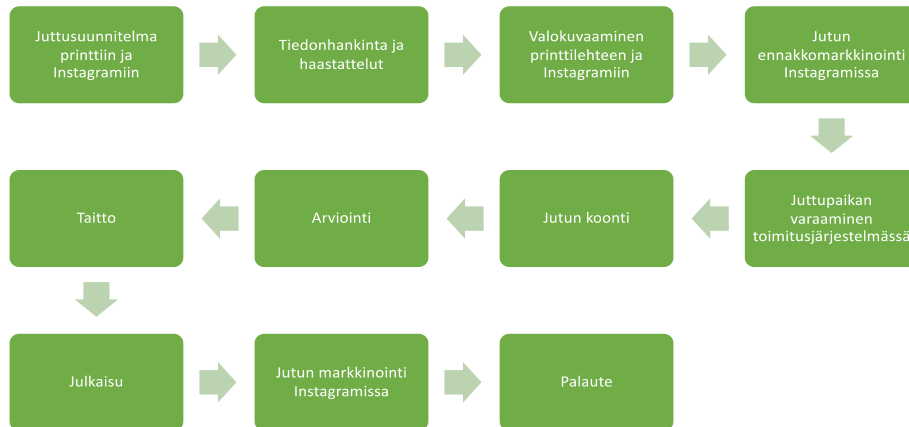 Juttusuunnitelma
printtiin ja
Instagramiin
Tiedonhankinta ja
haastattelut
Valokuvaaminen
printtilehteen ja
Instagramiin
Jutun
ennakkomarkkinointi
Instagramissa
Juttupaikan
varaaminen
toimitusjärjestelmässä
Jutun koonti
Arviointi
Taitto
Julkaisu
Jutun markkinointi
Instagramissa
Palaute